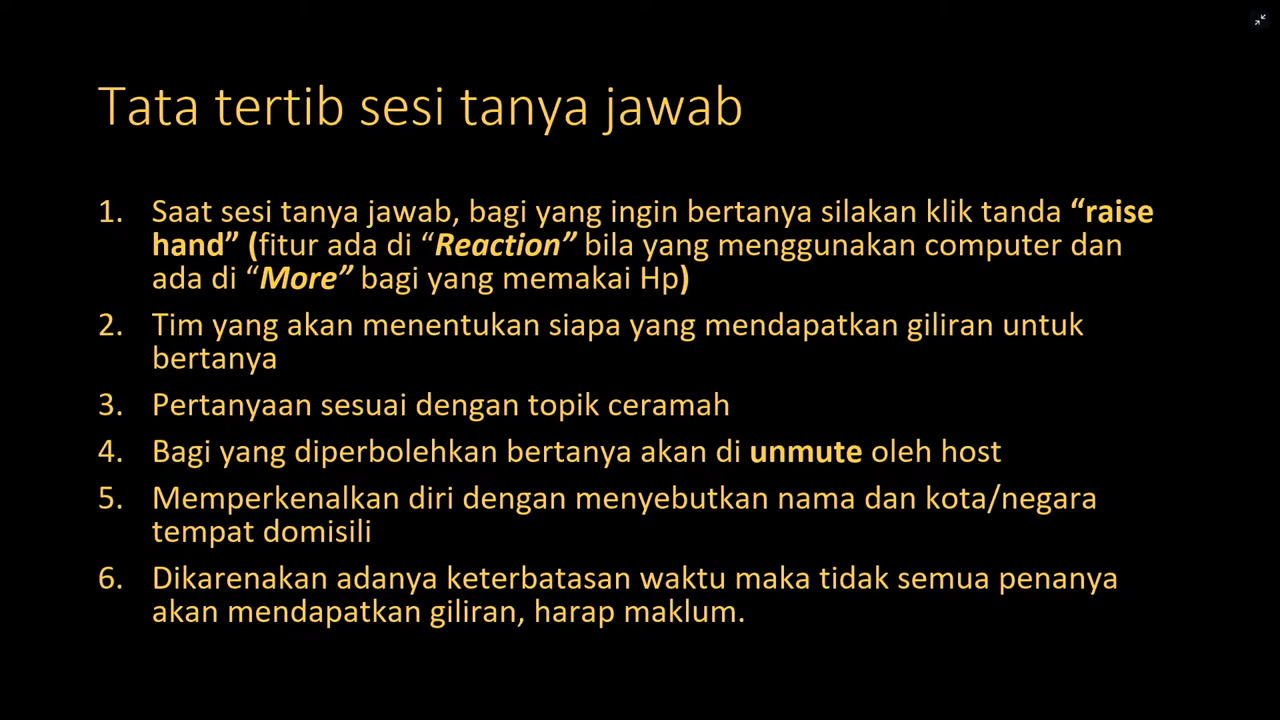 Tata tertib sesi tanya jawab
1. Saat sesi tanya jawab, bagi yang ingin bertanya silakan klik tanda “raise
hand” (fitur ada di “Reaction” bila yang menggunakan computer dan
ada di “More” bagi yang memakai Hp)
2. Tim yang akan menentukan siapa yang mendapatkan giliran untuk
bertanya
3. Pertanyaan sesuai dengan topik ceramah
4. Bagi yang diperbolehkan bertanya akan di unmute oleh host
5. Memperkenalkan diri dengan menyebutkan nama dan kota/negara
tempat domisili
6. Dikarenakan adanya keterbatasan waktu maka tidak semua penanya
akan mendapatkan giliran, harap maklum.